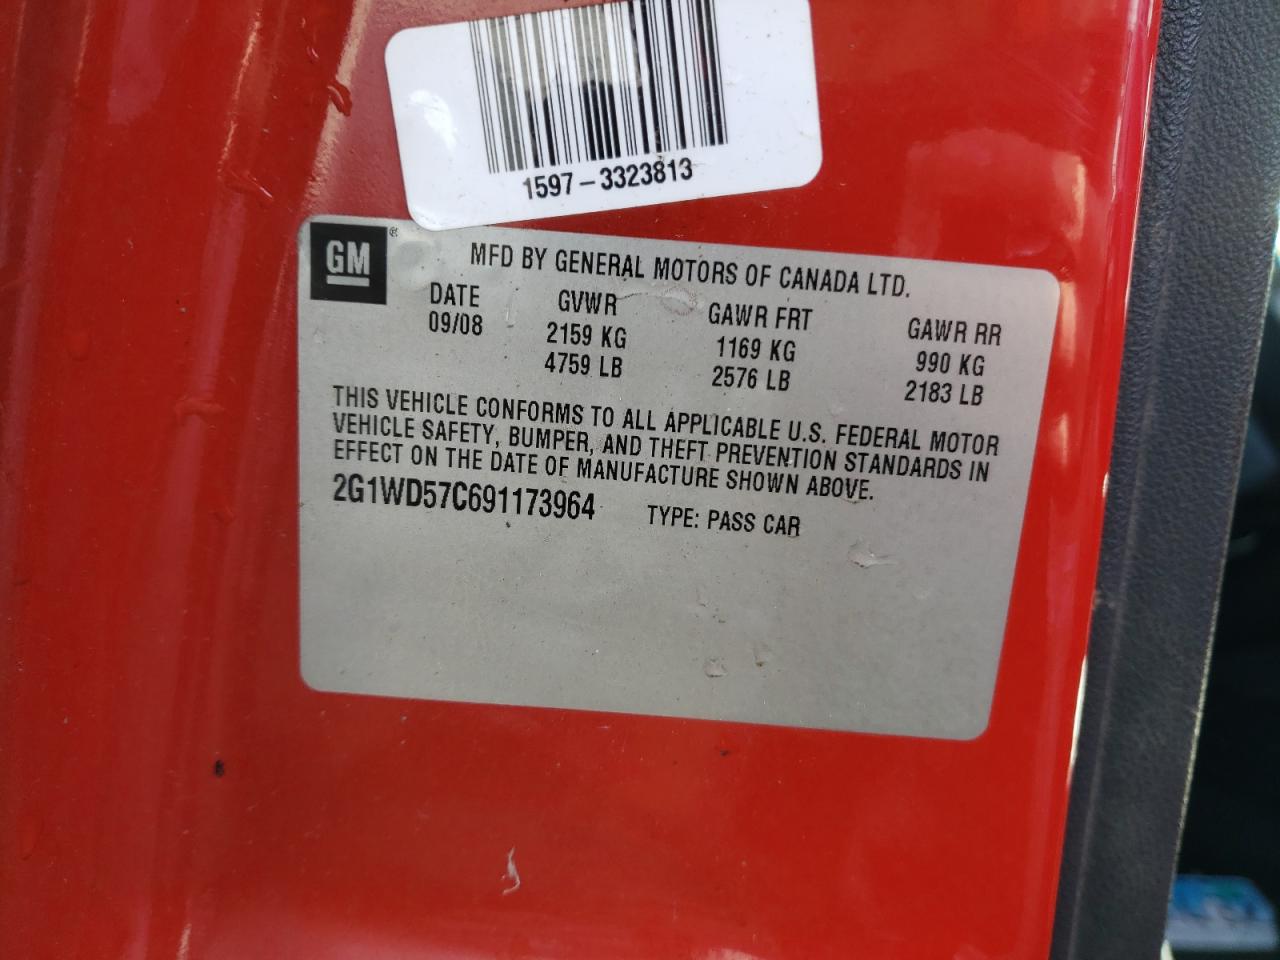 1597-3323813
GM®
MFD BY GENERAL MOTORS OF CANADA LTD.
DATE GVWR GAWR FRT GAWR RR
09/08 2159 KG 1169 KG 990 KG
4759 LB 2576 LB 2183 LB
THIS VEHICLE CONFORMS TO ALL APPLICABLE U.S. FEDERAL MOTOR
VEHICLE SAFETY, BUMPER, AND THEFT PREVENTION STANDARDS IN
EFFECT ON THE DATE OF MANUFACTURE SHOWN ABOVE.
2G1WD57C691173964 TYPE: PASS CAR